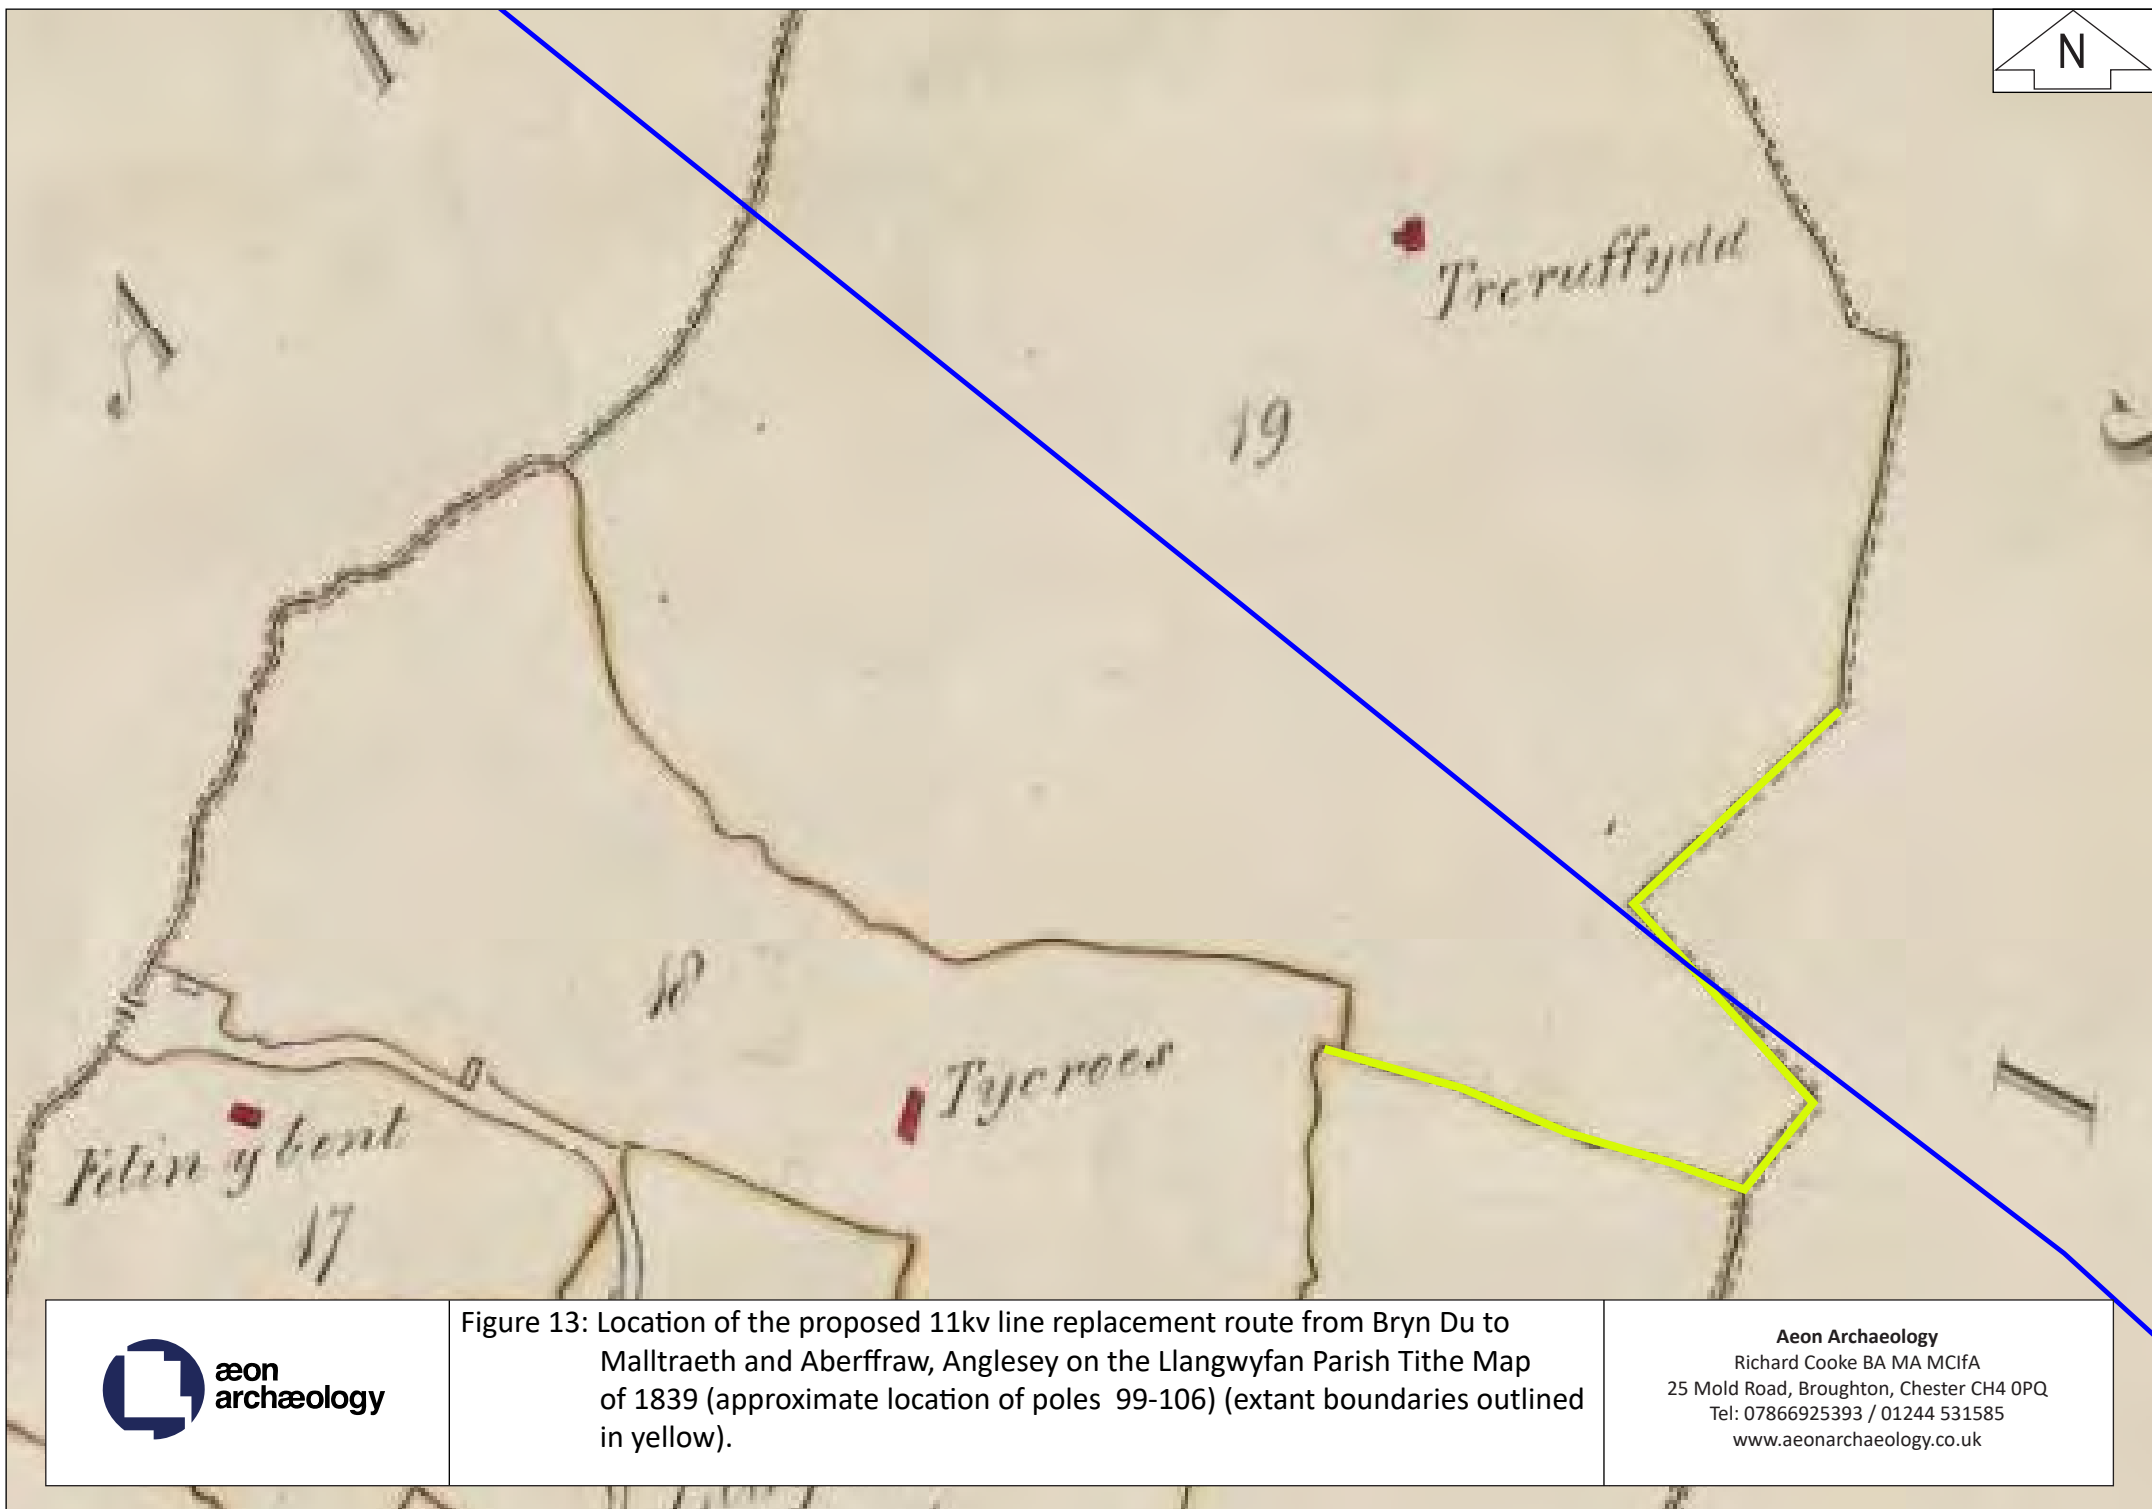 N
A
Treruffydd
19
18
Tycroes
Felin y bent
17
I
æon
archæology
Figure 13: Location of the proposed 11kv line replacement route from Bryn Du to
Malltraeth and Aberffraw, Anglesey on the Llangwyfan Parish Tithe Map
of 1839 (approximate location of poles 99-106) (extant boundaries outlined
in yellow).
Aeon Archaeology
Richard Cooke BA MA MCIfA
25 Mold Road, Broughton, Chester CH4 0PQ
Tel: 07866925393 / 01244 531585
www.aeonarchaeology.co.uk